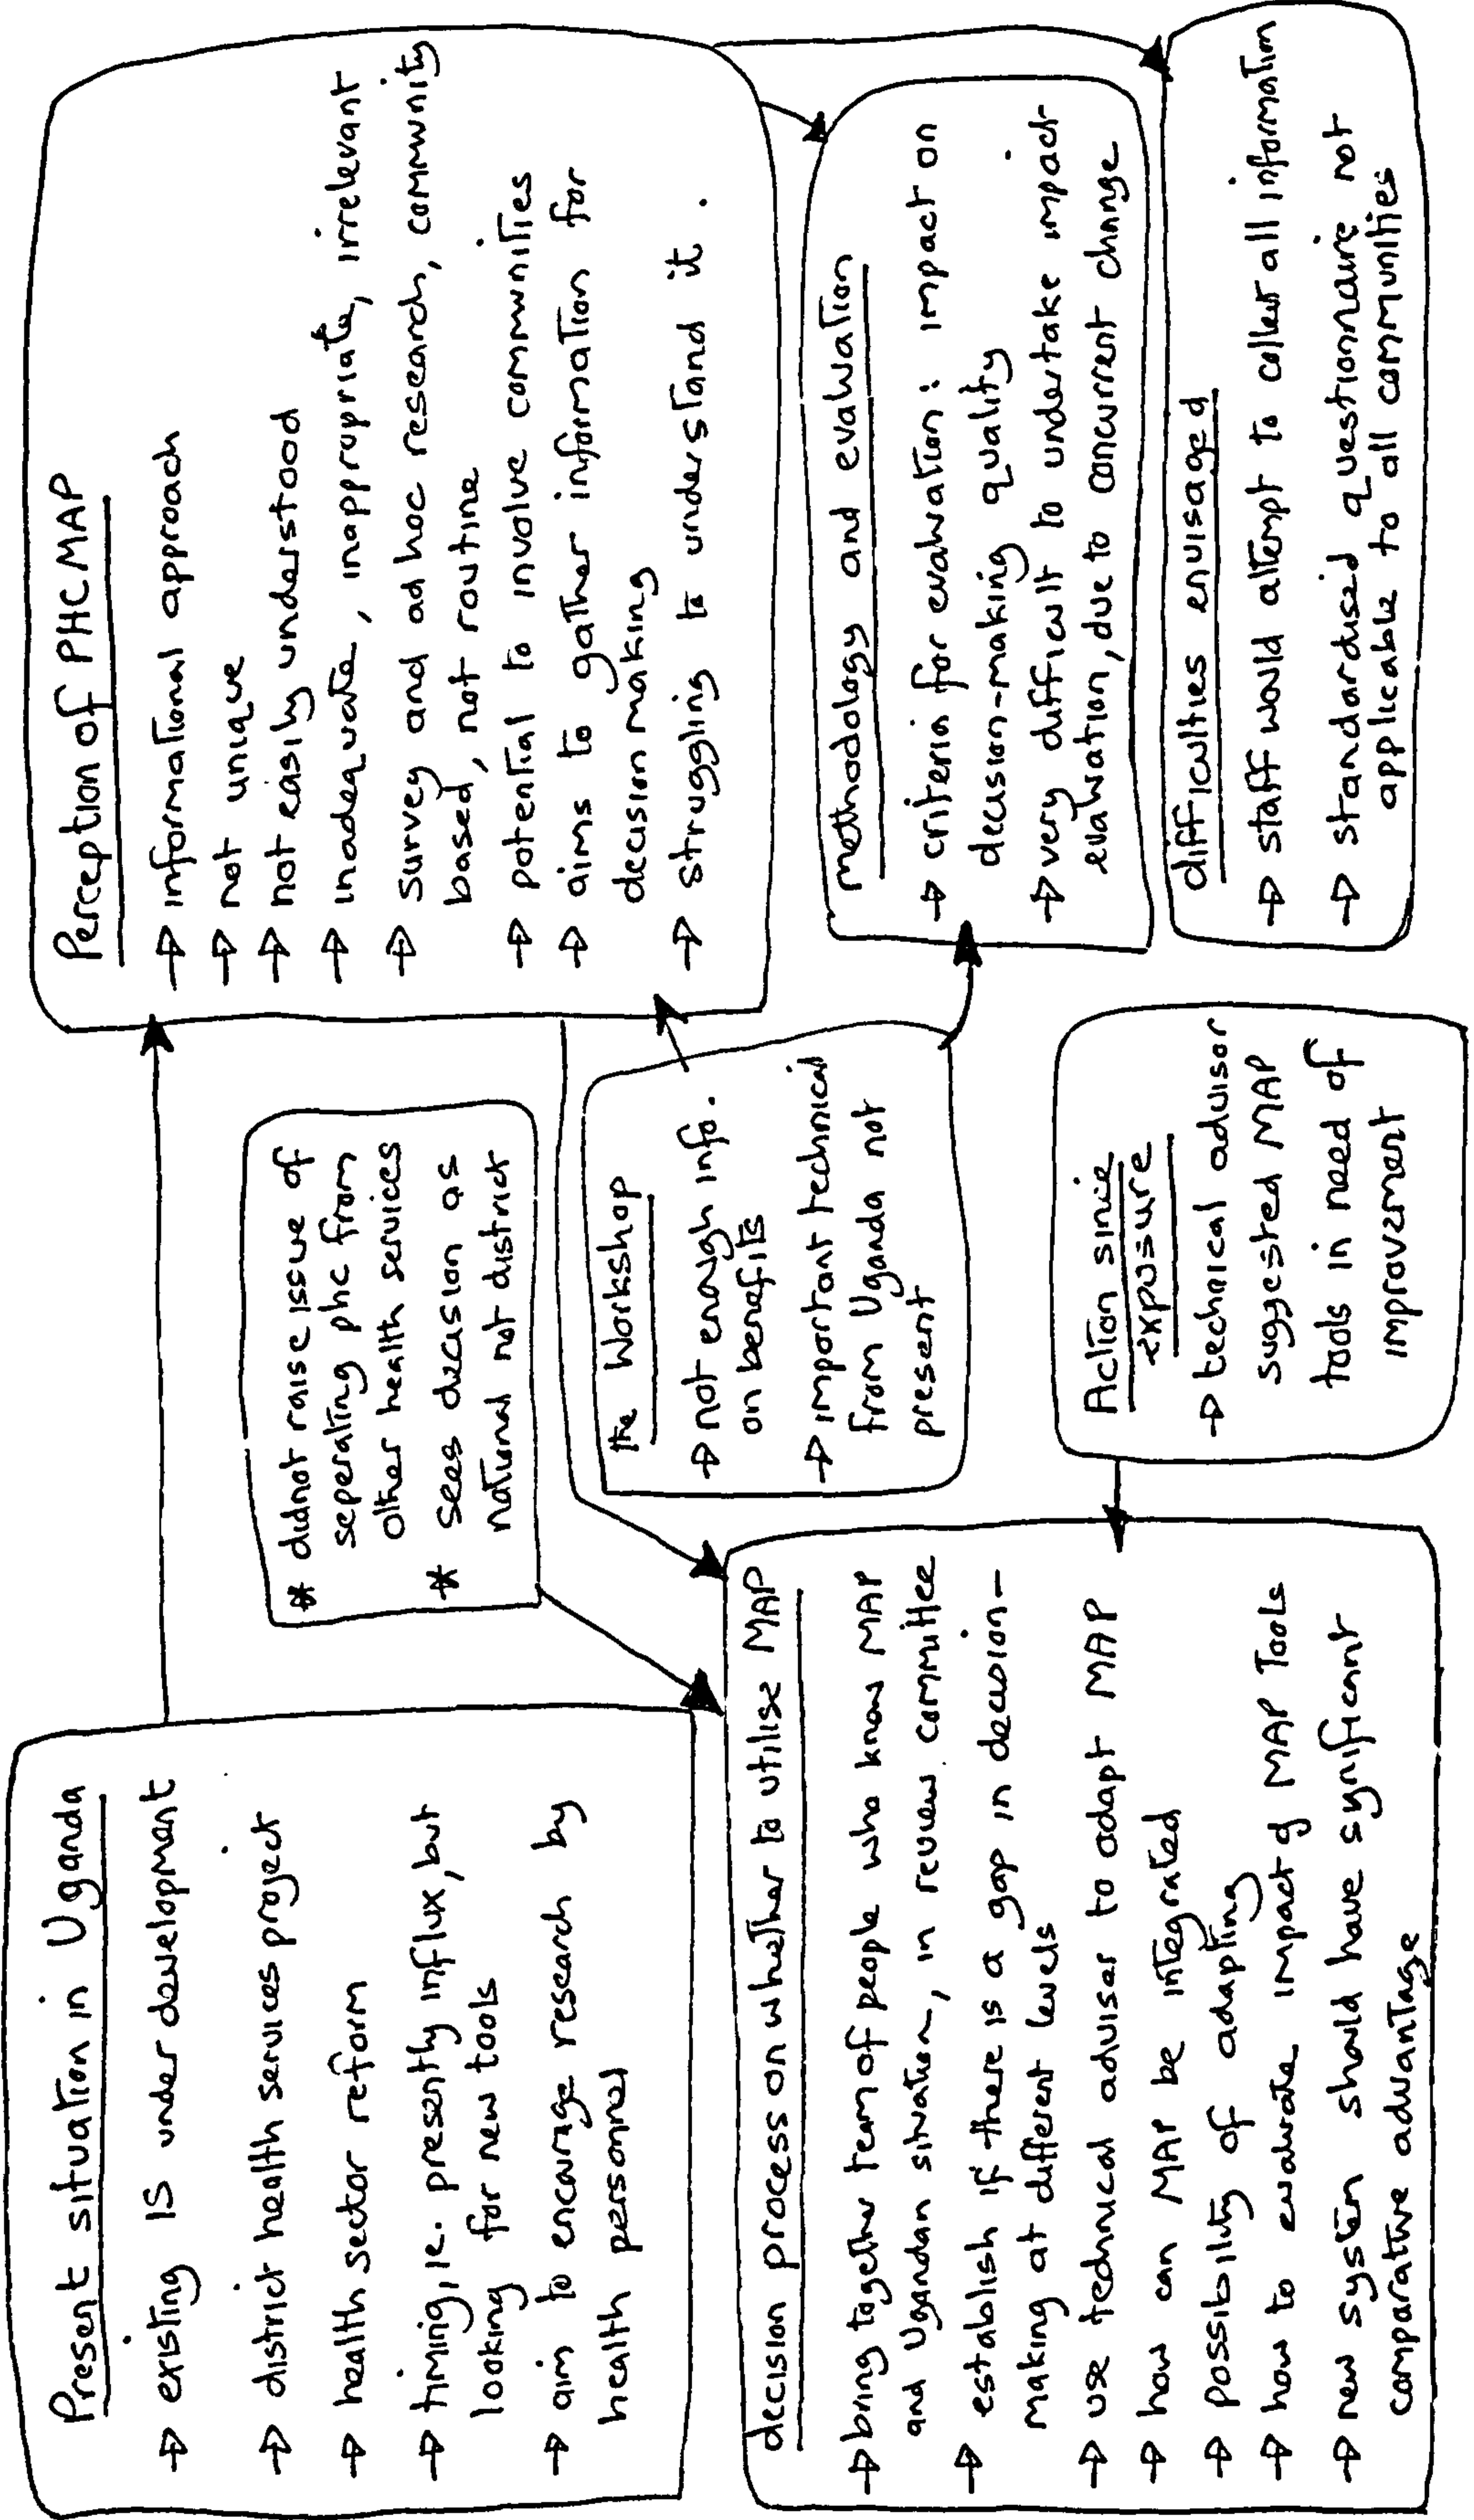 Present situation in Uganda
→ existing IS under development
→ district health services project
→ health sector reform
→ timing, ie. presently influx, but
looking for new tools
→ aim to encourage research by
health personnel
* didnot raise issue of
seperating phc from
other health services
* sees decision as
national not district
Perception of PHCMAP
→ informational approach
→ not unique
→ not easily understood
→ inadequate, inappropriate, irrelevant
→ survey and ad hoc research, community
based, not routine
→ potential to involve communities
→ aims to gather information for
decision making
→ struggling to understand it.
decision process on whether to utilise MAP
→ bring together team of people who know MAP
and Ugandan situation, in review committee
→ establish if there is a gap in decision-
making at different levels
→ use technical adviser to adapt MAP
→ how can MAP be integrated
→ possibility of adapting
→ how to evaluate impact of MAP Tools
→ new system should have significant
comparative advantage
the Workshop
→ not enough info.
on benefits
→ important technical
from Uganda not
present
Action since
exposure
→ technical advisor
suggested MAP
tools in need of
improvement
methodology and evaluation
→ criteria for evaluation: impact on
decision-making quality
→ very difficult to undertake impact
evaluation, due to concurrent change
difficulties envisaged
→ staff would attempt to collect all information
→ standardised questionnaire not
applicable to all communities